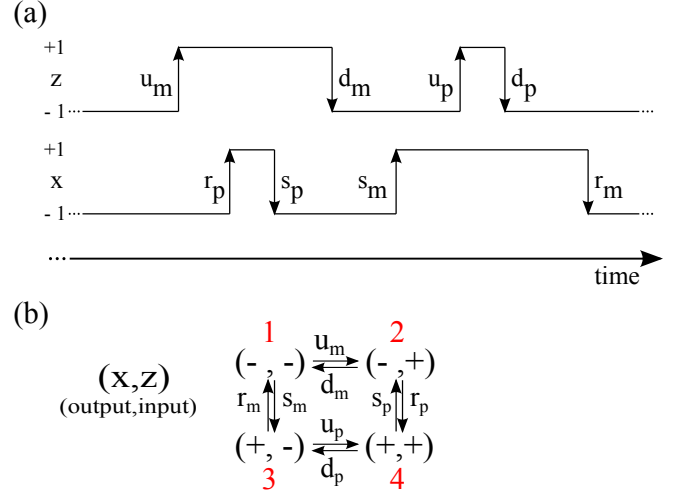 (a)
+1
z
- 1
u_m
d_m
u_p
d_p
...
...
+1
x
- 1
r_p
s_p
s_m
r_m
...
...
...
time
(b)
1 2
(- , -) u_m (- ,+)
d_m
(x,z)
(output,input)
r_m s_m s_p r_p
(+, -) u_p (+,+)
d_p
3 4